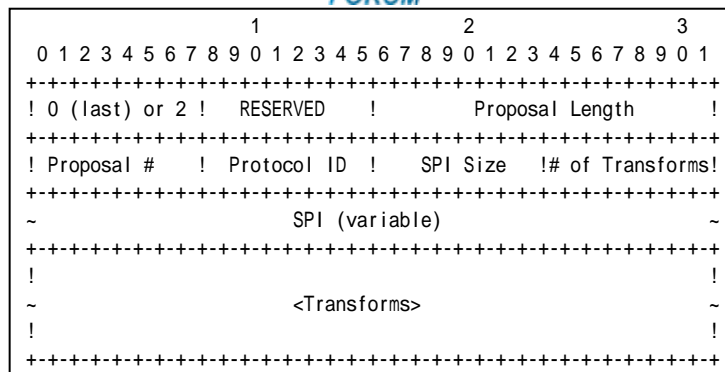 FORUM
1 2 3
0 1 2 3 4 5 6 7 8 9 0 1 2 3 4 5 6 7 8 9 0 1 2 3 4 5 6 7 8 9 0 1
+-+-+-+-+-+-+-+-+-+-+-+-+-+-+-+-+-+-+-+-+-+-+-+-+-+-+-+-+-+-+-+-+
! 0 (last) or 2 ! RESERVED ! Proposal Length !
+-+-+-+-+-+-+-+-+-+-+-+-+-+-+-+-+-+-+-+-+-+-+-+-+-+-+-+-+-+-+-+-+
! Proposal # ! Protocol ID ! SPI Size !# of Transforms!
+-+-+-+-+-+-+-+-+-+-+-+-+-+-+-+-+-+-+-+-+-+-+-+-+-+-+-+-+-+-+-+-+
~ SPI (variable) ~
+-+-+-+-+-+-+-+-+-+-+-+-+-+-+-+-+-+-+-+-+-+-+-+-+-+-+-+-+-+-+-+-+
! !
~ <Transforms> ~
! !
+-+-+-+-+-+-+-+-+-+-+-+-+-+-+-+-+-+-+-+-+-+-+-+-+-+-+-+-+-+-+-+-+